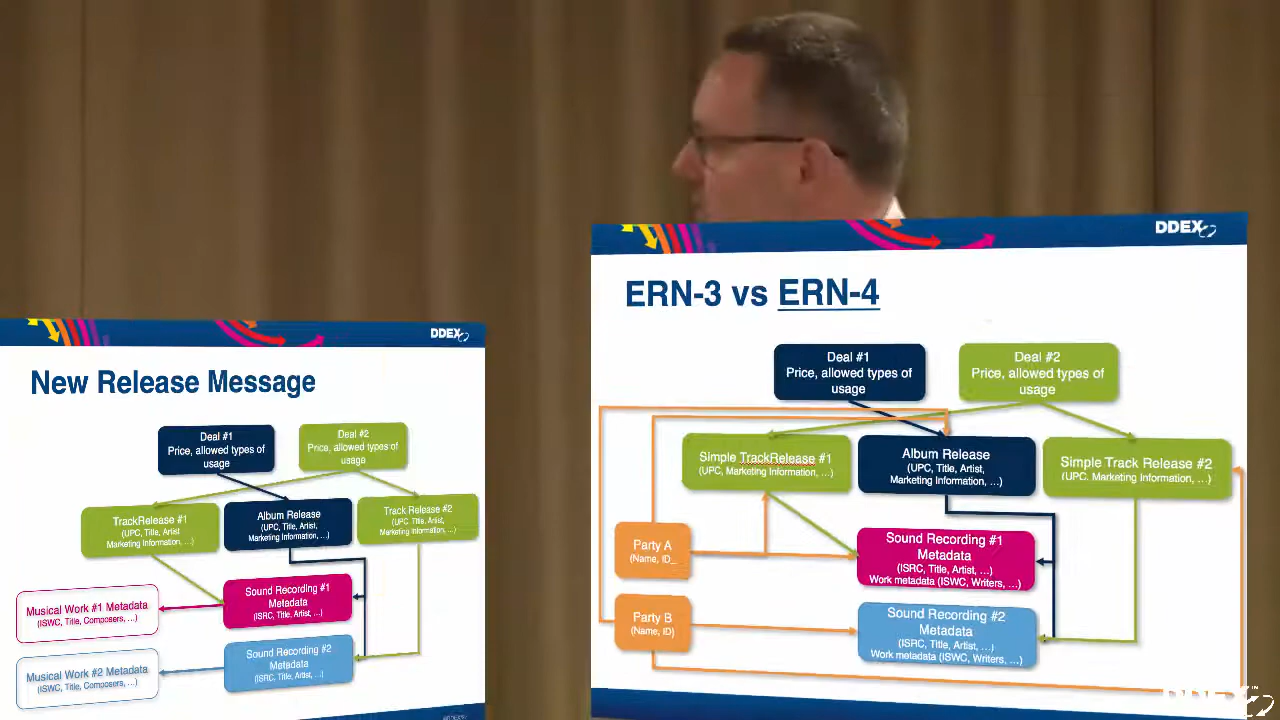 DDEX
New Release Message
Deal #1
Price, allowed types of
usage
Deal #2
Price, allowed types of
usage
TrackRelease #1
(UPC, Title, Artist
Marketing Information, ...)
Album Release
(UPC, Title, Artist,
Marketing Information, ...)
Track Release #2
(UPC, Title, Artist,
Marketing Information, ...)
Musical Work #1 Metadata
(ISWC, Title, Composers, ...)
Sound Recording #1
Metadata
(ISRC, Title, Artist, ...)
Musical Work #2 Metadata
(ISWC, Title, Composers, ...)
Sound Recording #2
Metadata
(ISRC, Title, Artist, ...)
DDEX
ERN-3 vs ERN-4
Deal #1
Price, allowed types of
usage
Deal #2
Price, allowed types of
usage
Simple TrackRelease #1
(UPC, Marketing Information, ...)
Album Release
(UPC, Title, Artist,
Marketing Information, ...)
Simple Track Release #2
(UPC. Marketing Information, ...)
Party A
(Name, ID_
Sound Recording #1
Metadata
(ISRC, Title, Artist, ...)
Work metadata (ISWC, Writers, ...)
Party B
(Name, ID)
Sound Recording #2
Metadata
(ISRC, Title, Artist, ...)
Work metadata (ISWC, Writers, ...)
DDEX